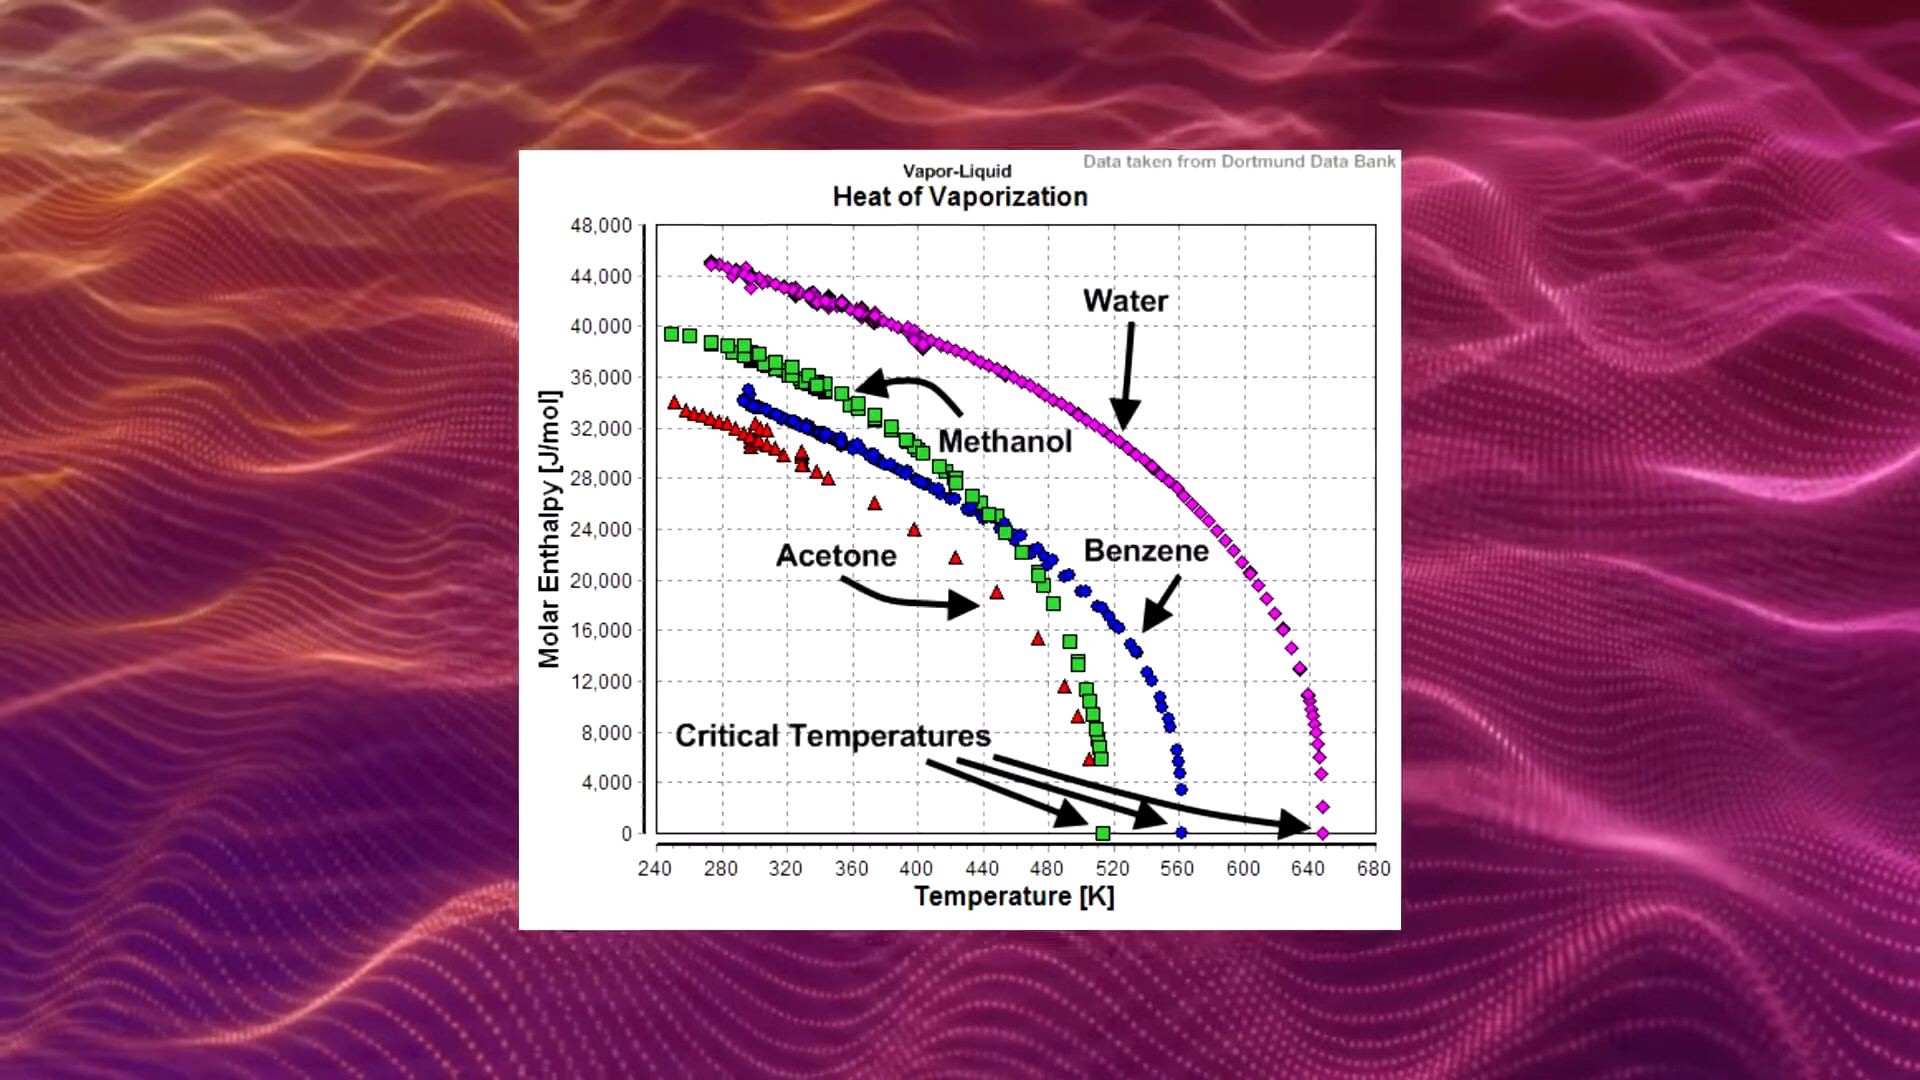 Data taken from Dortmund Data Bank
Vapor-Liquid
Heat of Vaporization
48,000
44,000
40,000
36,000
32,000
28,000
24,000
20,000
16,000
12,000
8,000
4,000
0
Molar Enthalpy [J/mol]
Water
Methanol
Acetone
Benzene
Critical Temperatures
240 280 320 360 400 440 480 520 560 600 640 680
Temperature [K]